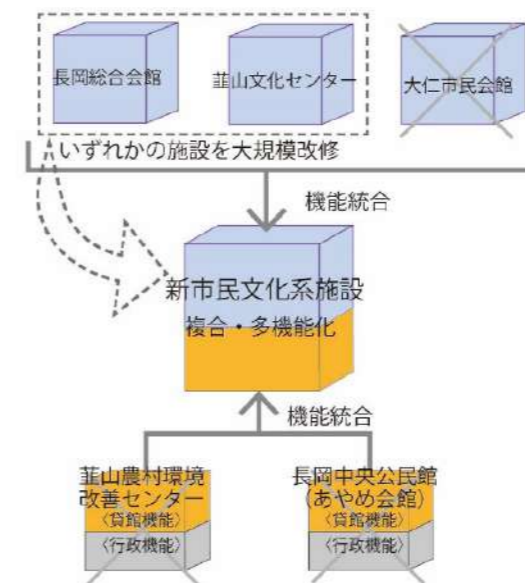 長岡総合会館
韮山文化センター
大仁市民会館
いずれかの施設を大規模改修
機能統合
新市民文化系施設
複合・多機能化
機能統合
韮山農村環境
改善センター
〈貸館機能〉
〈行政機能〉
長岡中央公民館
(あやめ会館)
〈貸館機能〉
〈行政機能〉